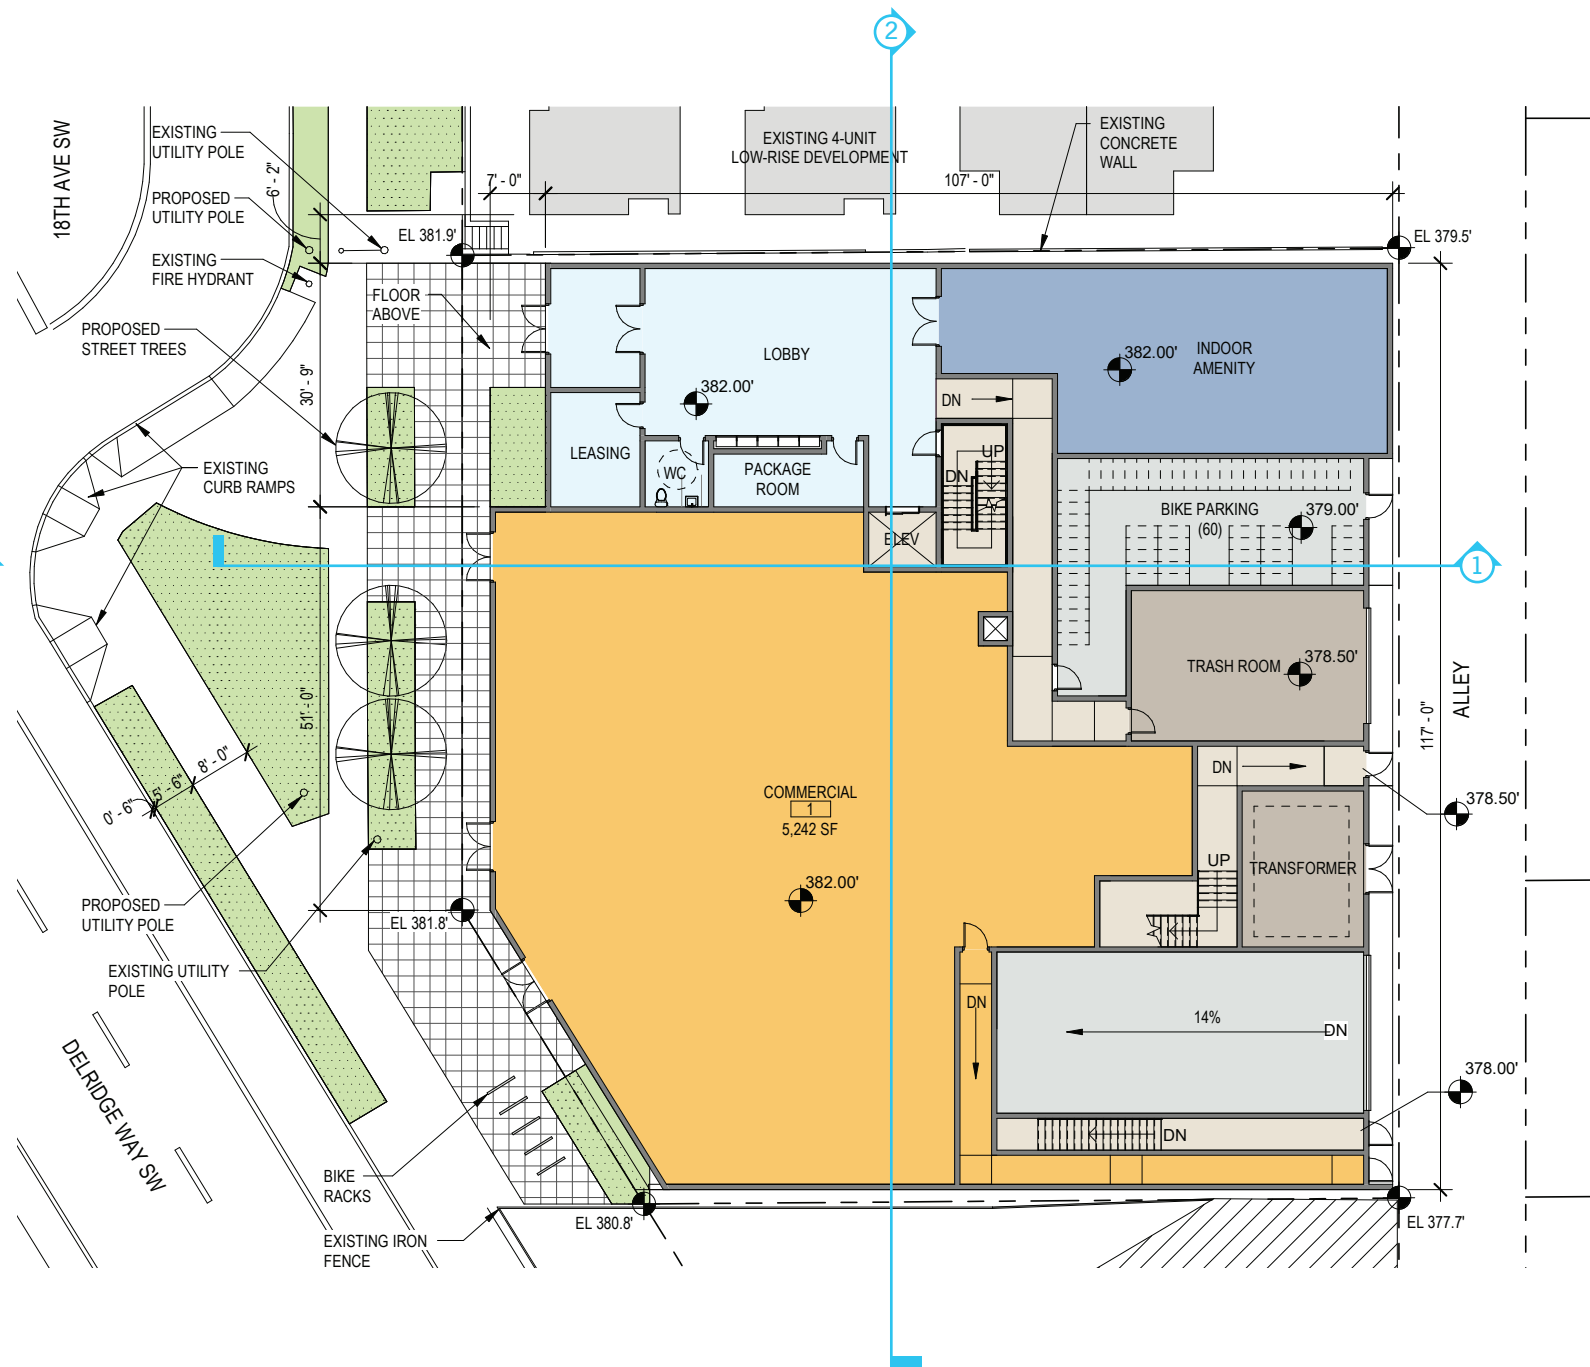 2
18TH AVE SW
EXISTING
UTILITY POLE
6' - 2"
PROPOSED
UTILITY POLE
EXISTING
FIRE HYDRANT
PROPOSED
STREET TREES
7' - 0"
EXISTING 4-UNIT
LOW-RISE DEVELOPMENT
107' - 0"
EXISTING
CONCRETE
WALL
EL 381.9'
EL 379.5'
FLOOR
ABOVE
30' - 9"
LOBBY
382.00'
382.00'
INDOOR
AMENITY
DN
EXISTING
CURB RAMPS
LEASING
WC
PACKAGE
ROOM
UP
DN
ELEV
BIKE PARKING
(60)
379.00'
1
TRASH ROOM
378.50'
ALLEY
117' - 0"
51' - 0"
8' - 0"
5' - 6"
0' - 6"
COMMERCIAL
1
5,242 SF
382.00'
DN
378.50'
UP
TRANSFORMER
PROPOSED
UTILITY POLE
EL 381.8'
EXISTING UTILITY
POLE
DN
14%
DN
378.00'
DELRIDGE WAY SW
DN
BIKE
RACKS
EL 380.8'
EL 377.7'
EXISTING IRON
FENCE